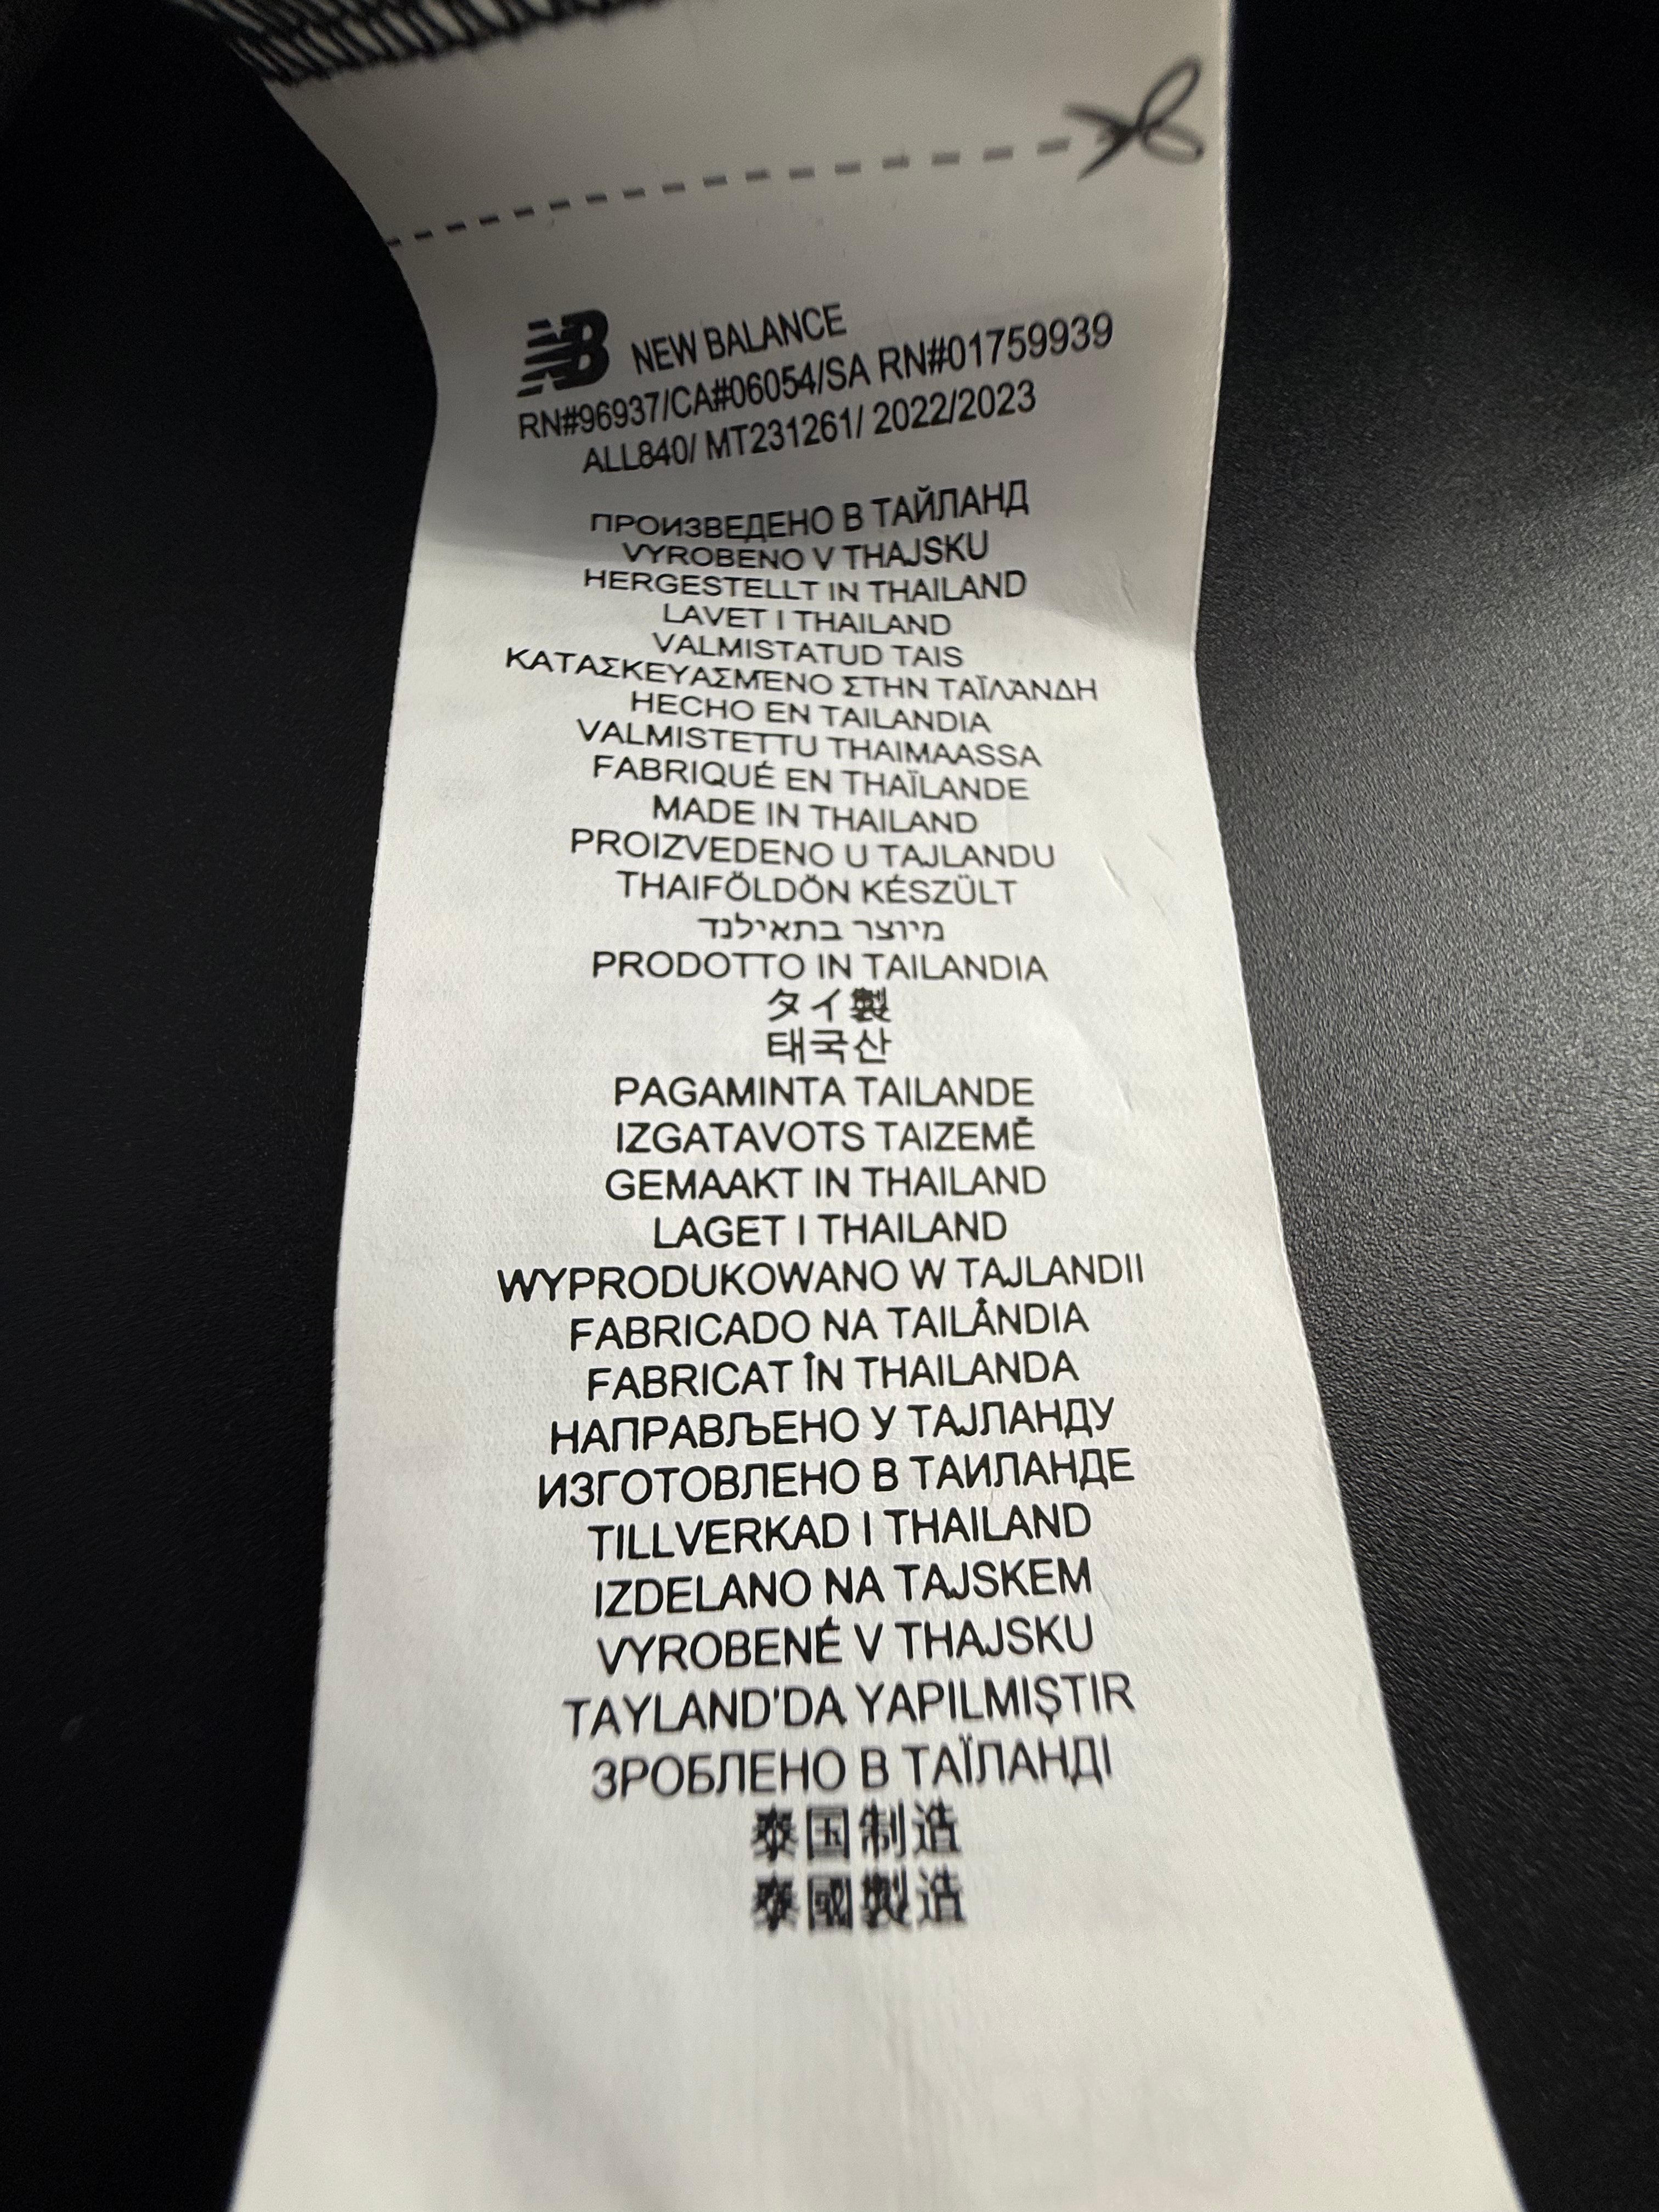 NB NEW BALANCE
RN#96937/CA#06054/SA RN#01759939
ALL840/ MT231261/ 2022/2023
ПРОИЗВЕДЕНО В ТАЙЛАНД
VYROBENO V THAJSKU
HERGESTELLT IN THAILAND
LAVET I THAILAND
VALMISTATUD TAIS
ΚΑΤΑΣΚΕΥΑΣΜΈΝΟ ΣΤΗΝ ΤΑΪΛΆΝΔΗ
HECHO EN TAILANDIA
VALMISTETTU THAIMAASSA
FABRIQUÉ EN THAÏLANDE
MADE IN THAILAND
PROIZVEDENO U TAJLANDU
THAIFÖLDÖN KÉSZÜLT
מיוצר בתאילנד
PRODOTTO IN TAILANDIA
タイ製
태국산
PAGAMINTA TAILANDE
IZGATAVOTS TAIZEMĒ
GEMAAKT IN THAILAND
LAGET I THAILAND
WYPRODUKOWANO W TAJLANDII
FABRICADO NA TAILÂNDIA
FABRICAT ÎN THAILANDA
НАПРАВЉЕНО У ТАЈЛАНДУ
ИЗГОТОВЛЕНО В ТАИЛАНДЕ
TILLVERKAD I THAILAND
IZDELANO NA TAJSKEM
VYROBENÉ V THAJSKU
TAYLAND'DA YAPILMIŞTIR
ЗРОБЛЕНО В ТАЇЛАНДІ
泰国制造
泰國製造